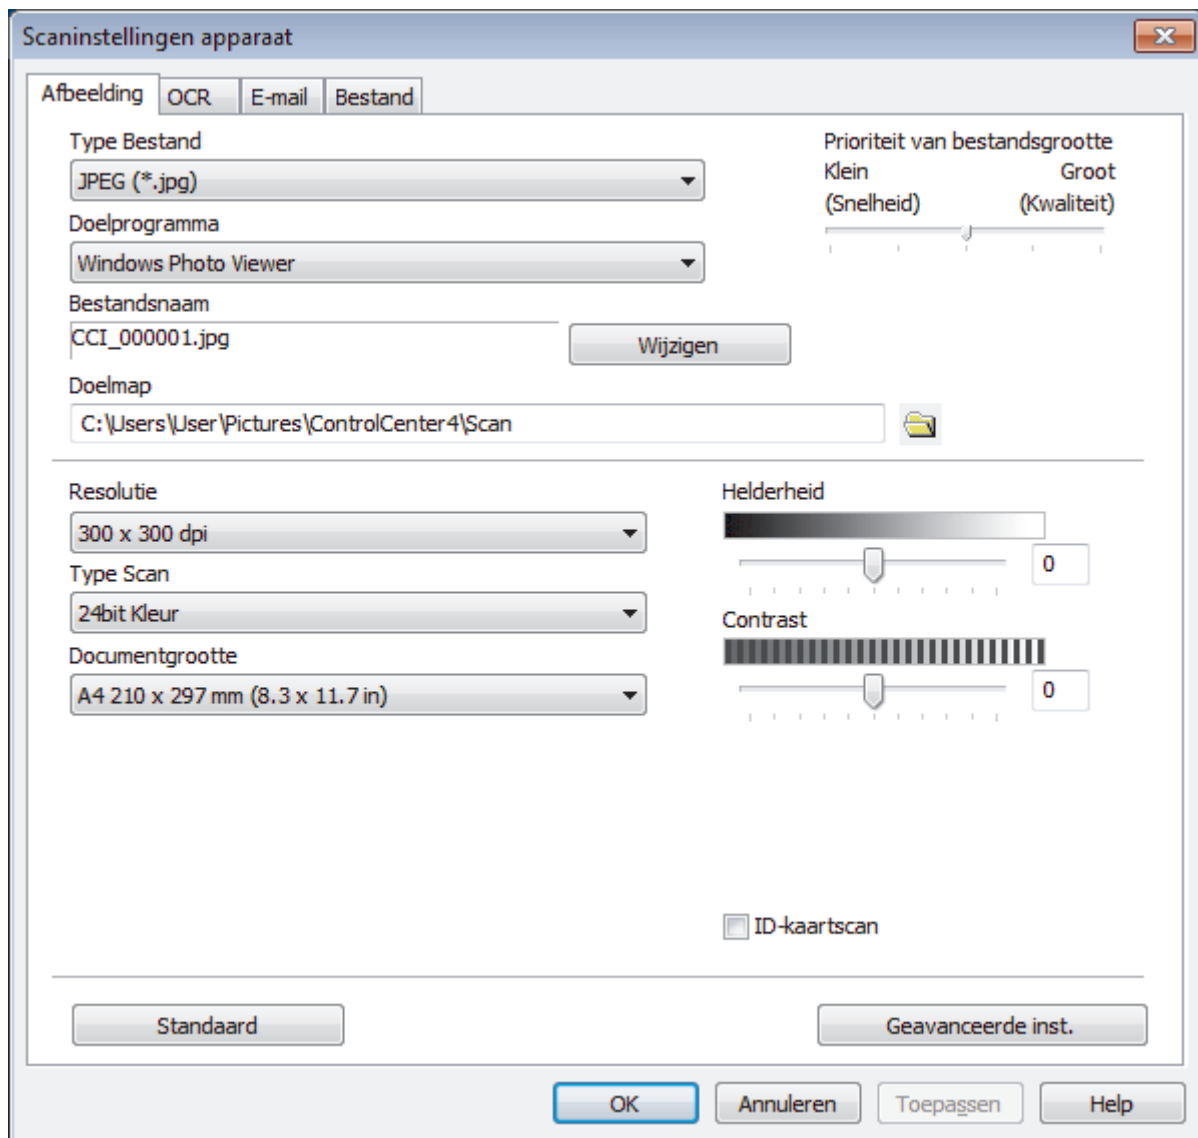 Scaninstellingen apparaat
Afbeelding OCR E-mail Bestand
Type Bestand
JPEG (*.jpg)
Doelprogramma
Windows Photo Viewer
Bestandsnaam
CCI_000001.jpg
Wijzigen
Doelmap
C:\Users\User\Pictures\ControlCenter4\Scan
Prioriteit van bestandsgrootte
Klein Groot
(Snelheid) (Kwaliteit)
Resolutie
300 x 300 dpi
Type Scan
24bit Kleur
Documentgrootte
A4 210 x 297 mm (8.3 x 11.7 in)
Helderheid
0
Contrast
0
ID-kaartscan
Standaard
Geavanceerde inst.
OK Annuleren Toepassen Help